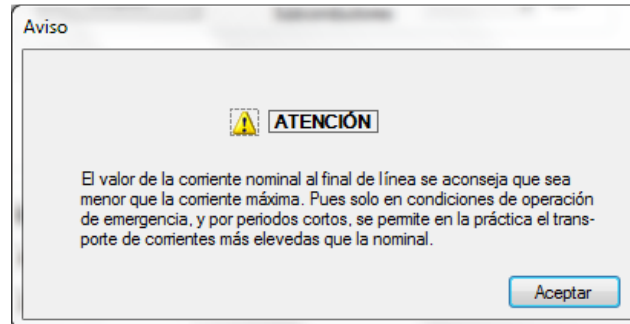 Aviso
ATENCIÓN
El valor de la corriente nominal al final de línea se aconseja que sea
menor que la corriente máxima. Pues solo en condiciones de operación
de emergencia, y por periodos cortos, se permite en la práctica el trans-
porte de corrientes más elevedas que la nominal.
Aceptar